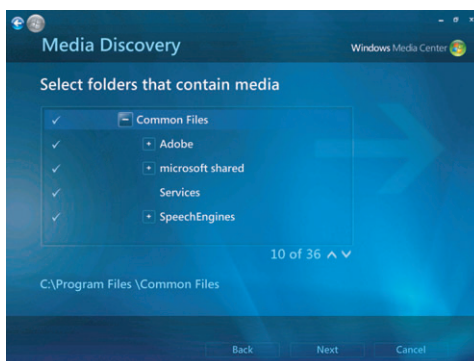 Media Discovery
Windows Media Center
Select folders that contain media
Common Files
Adobe
microsoft shared
Services
SpeechEngines
10 of 36
C:\Program Files \Common Files
Back Next Cancel